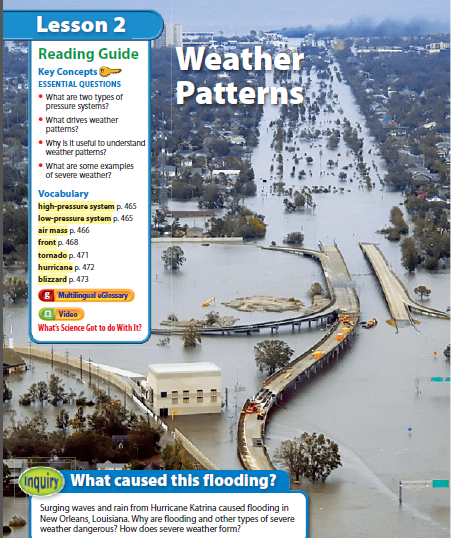 Lesson 2
Reading Guide
Key Concepts
ESSENTIAL QUESTIONS
• What are two types of
pressure systems?
• What drives weather
patterns?
• Why is it useful to understand
weather patterns?
• What are some examples
of severe weather?
Vocabulary
high-pressure system p. 465
low-pressure system p. 465
air mass p. 466
front p. 468
tornado p. 471
hurricane p. 472
blizzard p. 473
g Multilingual eGlossary
Video
What's Science Got to do With It?
Weather
Patterns
Inquiry What caused this flooding?
Surging waves and rain from Hurricane Katrina caused flooding in
New Orleans, Louisiana. Why are flooding and other types of severe
weather dangerous? How does severe weather form?